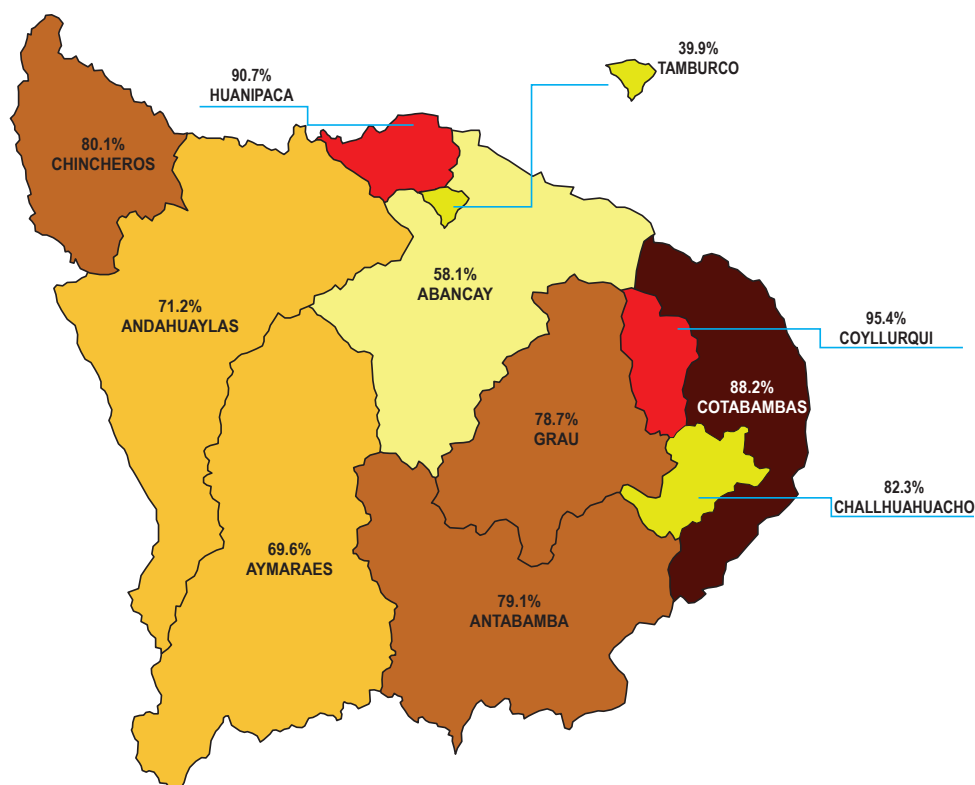 39.9%
TAMBURCO
90.7%
HUANIPACA
80.1%
CHINCHEROS
58.1%
ABANCAY
71.2%
ANDAHUAYLAS
95.4%
COYLLURQUI
88.2%
COTABAMBAS
78.7%
GRAU
82.3%
CHALLHUAHUACHO
69.6%
AYMARAES
79.1%
ANTABAMBA